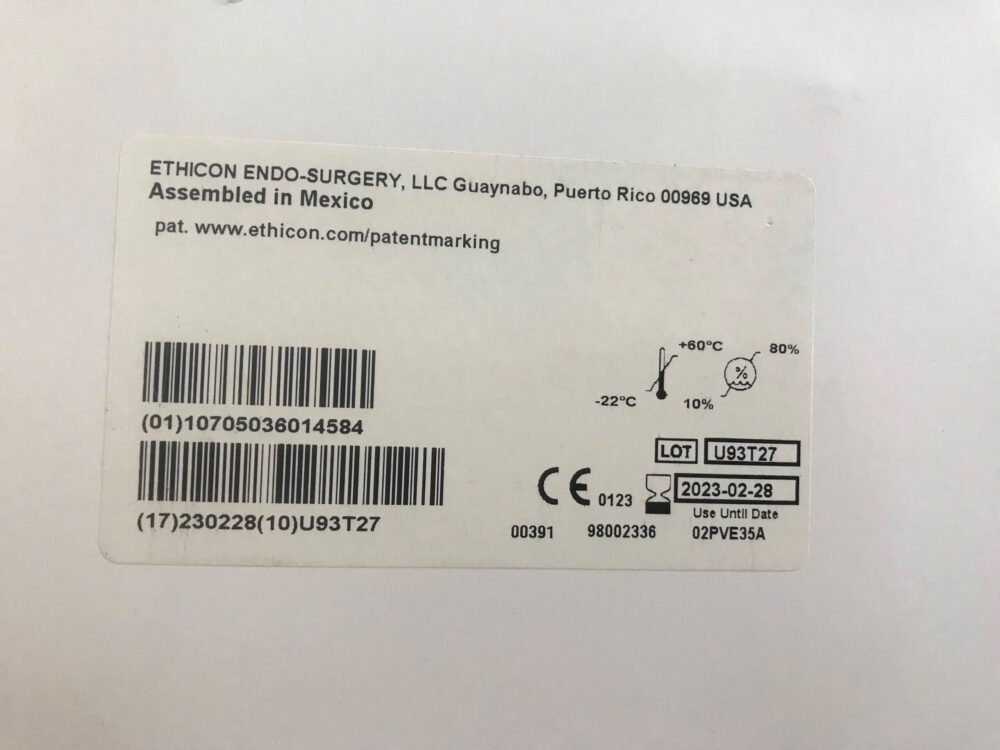 ETHICON ENDO-SURGERY, LLC Guaynabo, Puerto Rico 00969 USA
Assembled in Mexico
pat. www.ethicon.com/patentmarking
+60°C
-22°C
80%
%
10%
(01)10705036014584
LOT U93T27
CE 0123
2023-02-28
Use Until Date
(17)230228(10)U93T27
00391 98002336 02PVE35A